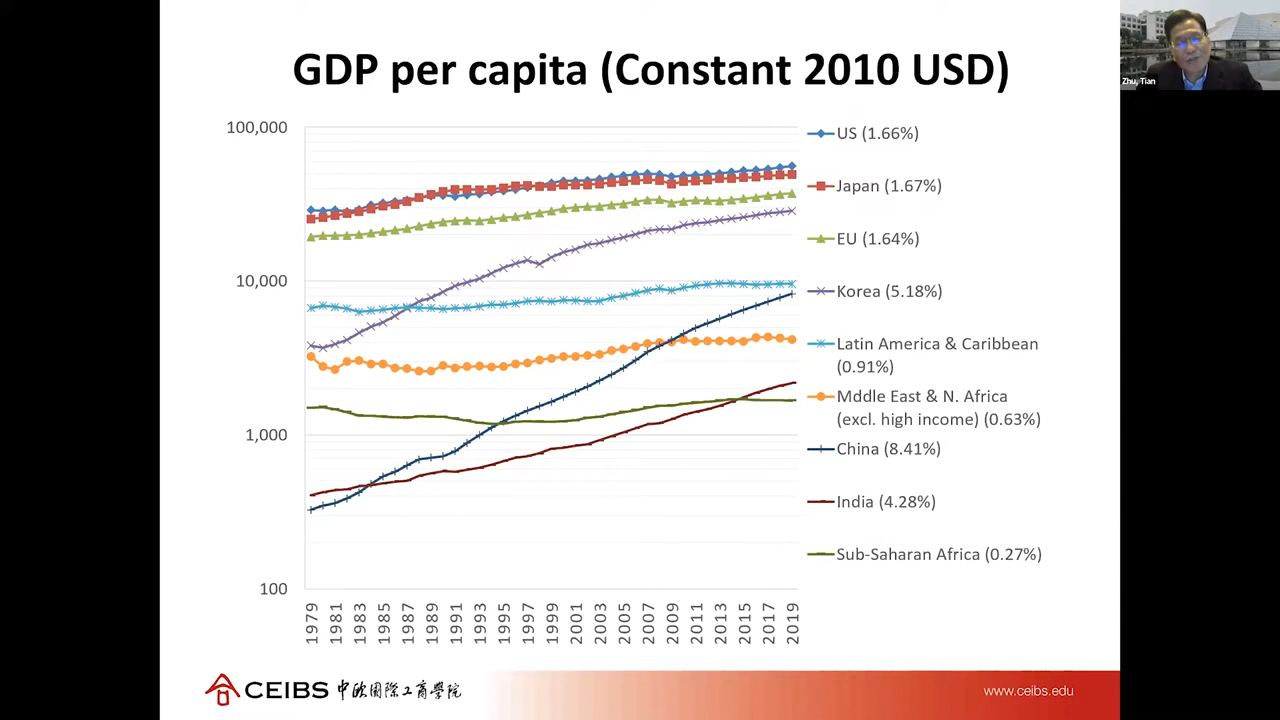 GDP per capita (Constant 2010 USD)
Zhu, Tian
100,000
10,000
1,000
100
1979
1981
1983
1985
1987
1989
1991
1993
1995
1997
1999
2001
2003
2005
2007
2009
2011
2013
2015
2017
2019
US (1.66%)
Japan (1.67%)
EU (1.64%)
Korea (5.18%)
Latin America & Caribbean
(0.91%)
Mddle East & N. Africa
(excl. high income) (0.63%)
China (8.41%)
India (4.28%)
Sub-Saharan Africa (0.27%)
CEIBS 中欧国際工商學院
www.ceibs.edu